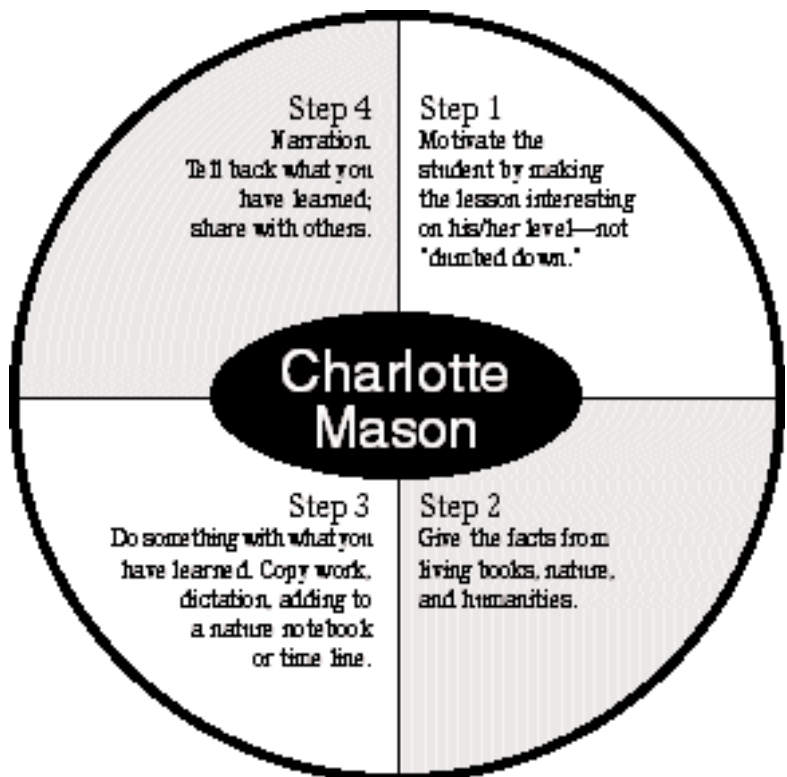 Step 4
Narration.
Tell back what you
have learned;
share with others.
Step 1
Motivate the
student by making
the lesson interesting
on his/her level—not
"dumbed down."
Charlotte
Mason
Step 3
Do something with what you
have learned. Copy work,
dictation, adding to
a nature notebook
or time line.
Step 2
Give the facts from
living books, nature,
and humanities.